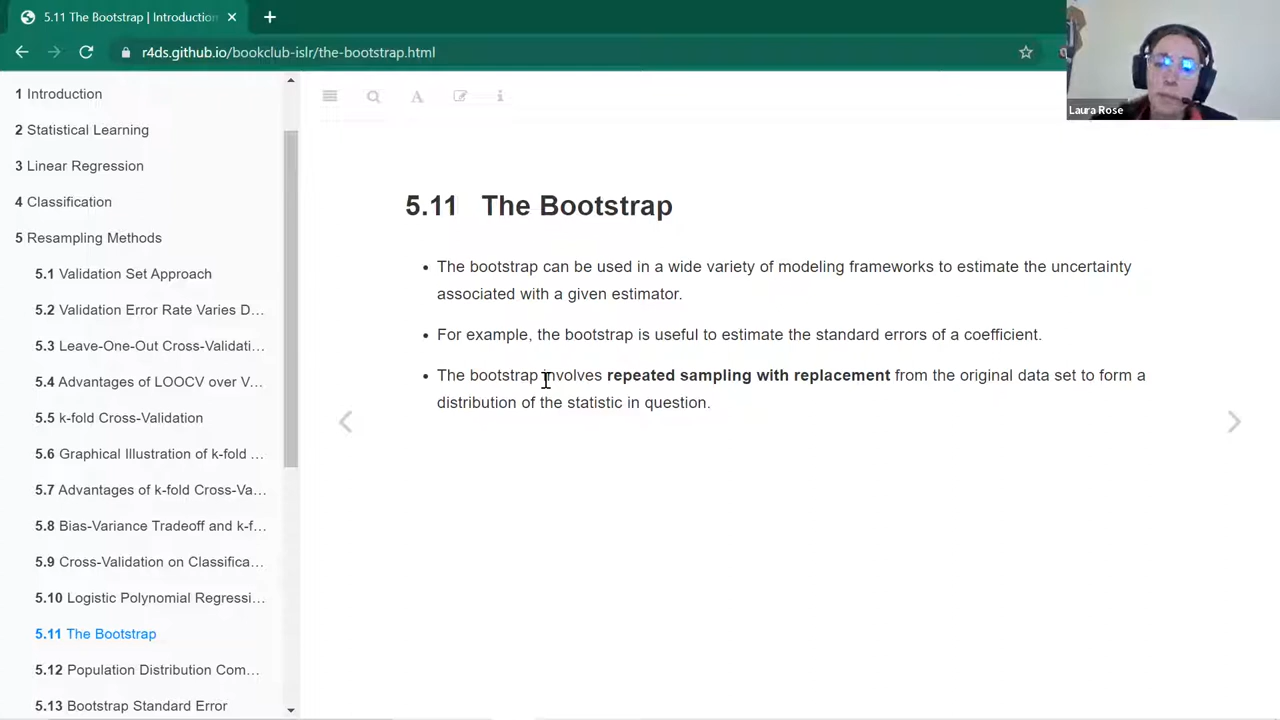 5.11 The Bootstrap | Introduction
r4ds.github.io/bookclub-islr/the-bootstrap.html
Laura Rose
1 Introduction
2 Statistical Learning
3 Linear Regression
4 Classification
5 Resampling Methods
5.1 Validation Set Approach
5.2 Validation Error Rate Varies D...
5.3 Leave-One-Out Cross-Validati...
5.4 Advantages of LOOCV over V...
5.5 k-fold Cross-Validation
5.6 Graphical Illustration of k-fold ...
5.7 Advantages of k-fold Cross-Va...
5.8 Bias-Variance Tradeoff and k-f...
5.9 Cross-Validation on Classifica...
5.10 Logistic Polynomial Regressi...
5.11 The Bootstrap
5.12 Population Distribution Com...
5.13 Bootstrap Standard Error
5.11 The Bootstrap
• The bootstrap can be used in a wide variety of modeling frameworks to estimate the uncertainty
associated with a given estimator.
• For example, the bootstrap is useful to estimate the standard errors of a coefficient.
• The bootstrap involves repeated sampling with replacement from the original data set to form a
distribution of the statistic in question.